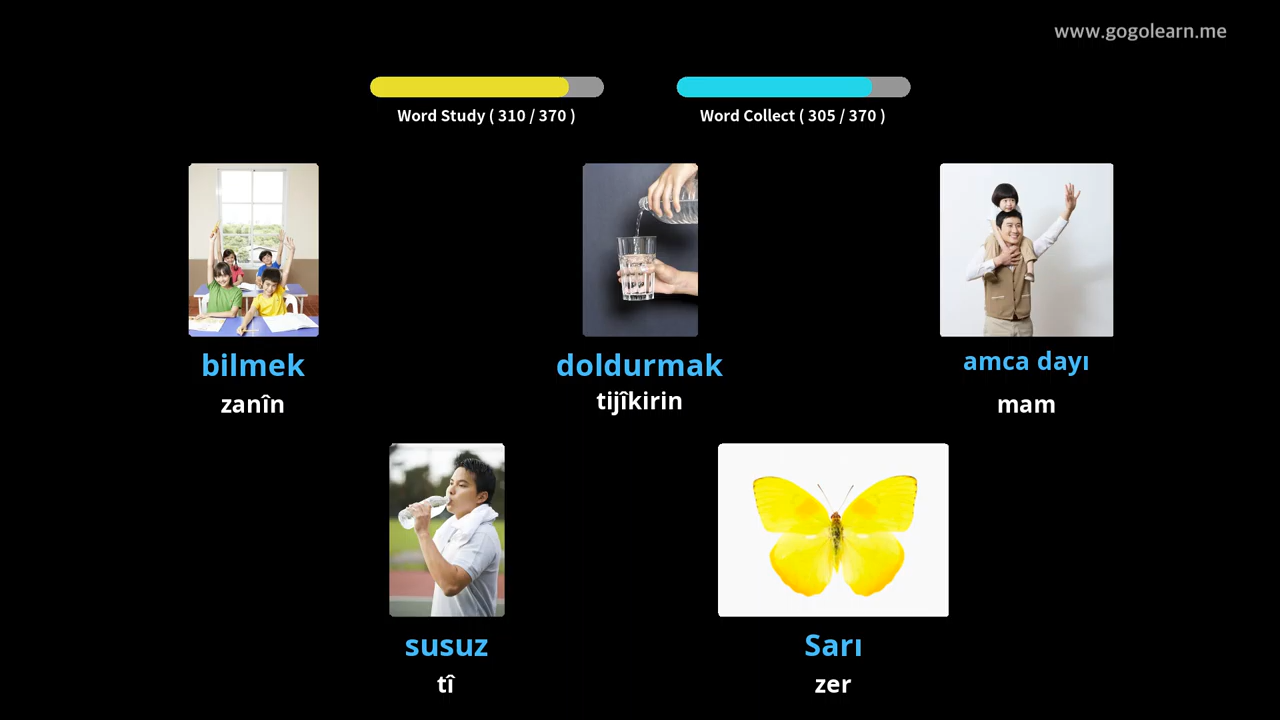 www.gogolearn.me
Word Study ( 310 / 370 )
Word Collect ( 305 / 370 )
bilmek
zanîn
doldurmak
tijîkirin
amca dayı
mam
susuz
tî
Sarı
zer